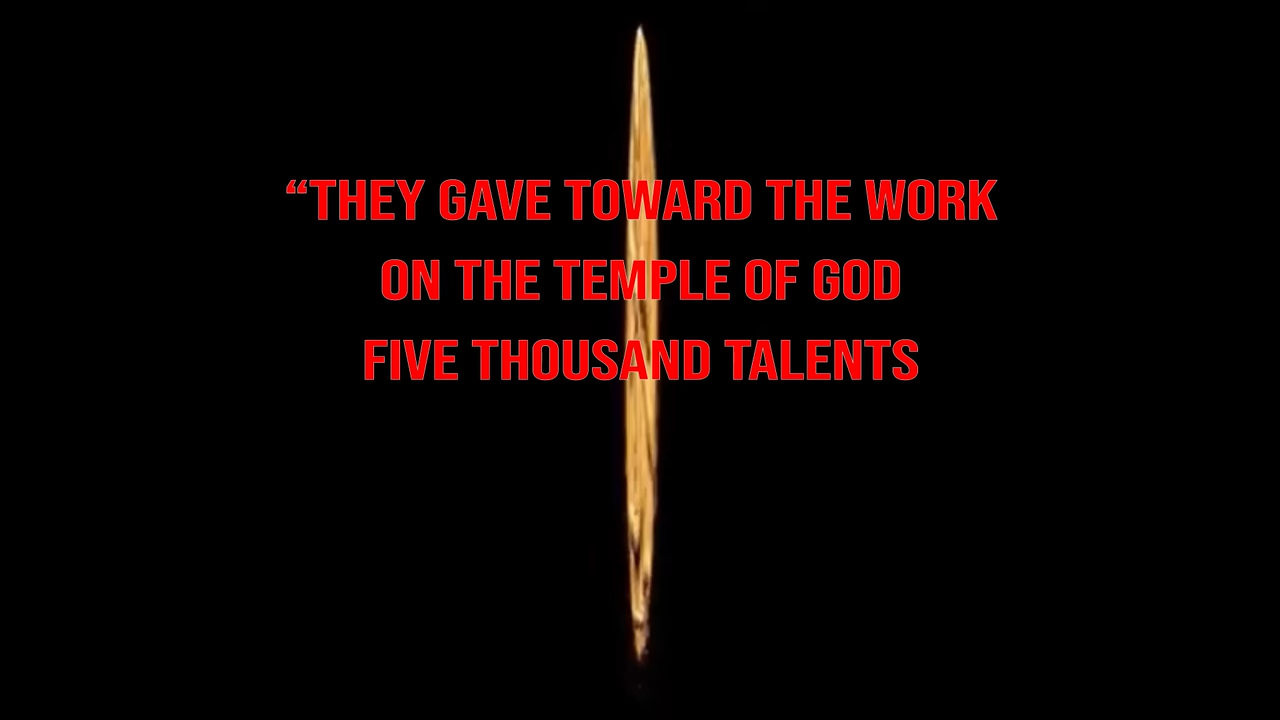 “THEY GAVE TOWARD THE WORK
ON THE TEMPLE OF GOD
FIVE THOUSAND TALENTS